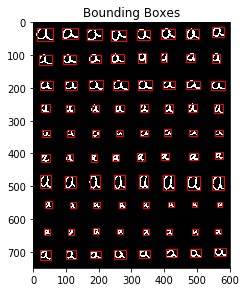 Bounding Boxes
0
a a a a a a a a
100 a a a a a a a a
200 a a a a a a a a
a a a a a a a a
300
a a a a a a a a
400 a a a a a a a a
500 a a a a a a a a
a a a a a a a a
600
a a a a a a a a
700 a a a a a a a a
0 100 200 300 400 500 600